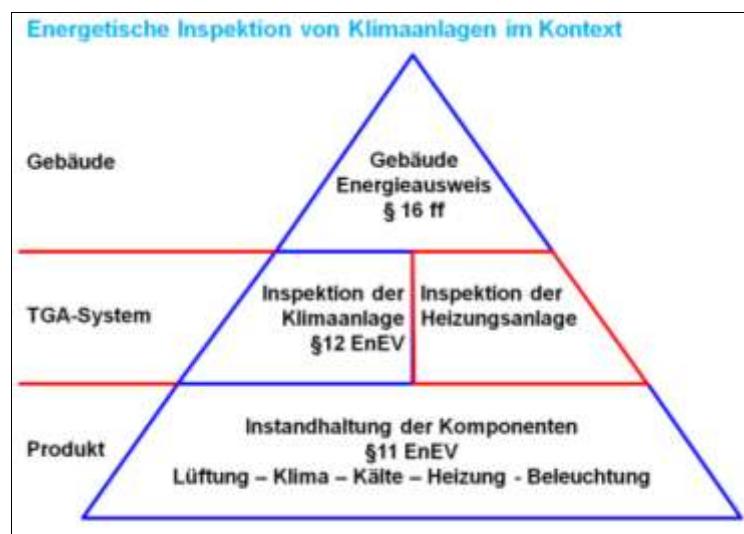 Energetische Inspektion von Klimaanlagen im Kontext
Gebäude
Gebäude
Energieausweis
§ 16 ff
TGA-System
Inspektion der
Klimaanlage
§12 EnEV
Inspektion der
Heizungsanlage
Produkt
Instandhaltung der Komponenten
§11 EnEV
Lüftung – Klima – Kälte – Heizung - Beleuchtung